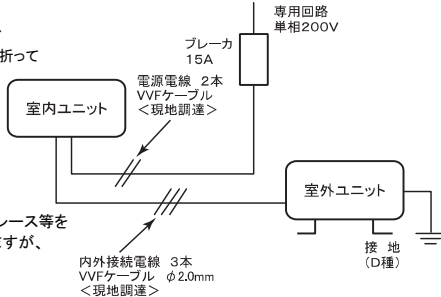 専用回路
単相200V
ブレーカ
15A
折って
電源電線 2本
VVFケーブル
<現地調達>
室内ユニット
室外ユニット
レース等を
ますが、
接 地
(D種)
内外接続電線 3本
VVFケーブル φ2.0mm
<現地調達>